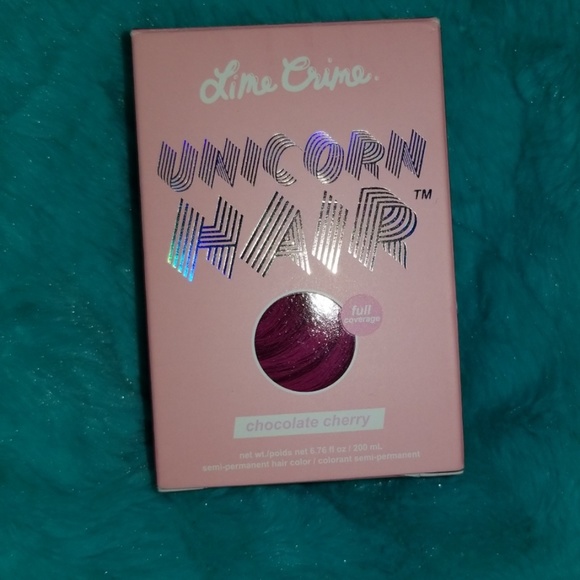 Lime Crime.
UNICORN
HAIR™
full
coverage
chocolate cherry
net wt./poids net 6.76 fl oz / 200 mL
semi-permanent hair color / colorant semi-permanent